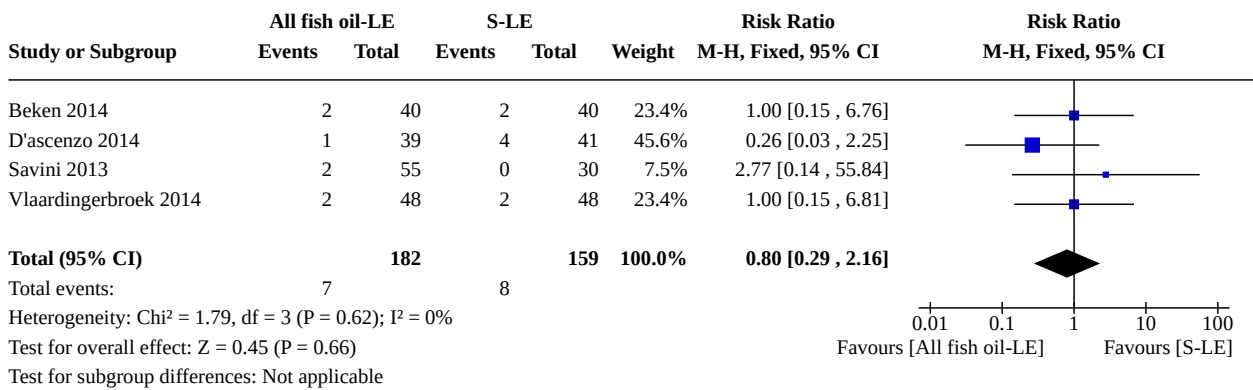 All fish oil-LE S-LE Risk Ratio Risk Ratio
Study or Subgroup Events Total Events Total Weight M-H, Fixed, 95% CI M-H, Fixed, 95% CI
Beken 2014 2 40 2 40 23.4% 1.00 [0.15 , 6.76]
D'ascenzo 2014 1 39 4 41 45.6% 0.26 [0.03 , 2.25]
Savini 2013 2 55 0 30 7.5% 2.77 [0.14 , 55.84]
Vlaardingerbroek 2014 2 48 2 48 23.4% 1.00 [0.15 , 6.81]
Total (95% CI) 182 159 100.0% 0.80 [0.29 , 2.16]
Total events: 7 8
Heterogeneity: Chi² = 1.79, df = 3 (P = 0.62); I² = 0%
0.01 0.1 1 10 100
Test for overall effect: Z = 0.45 (P = 0.66) Favours [All fish oil-LE] Favours [S-LE]
Test for subgroup differences: Not applicable